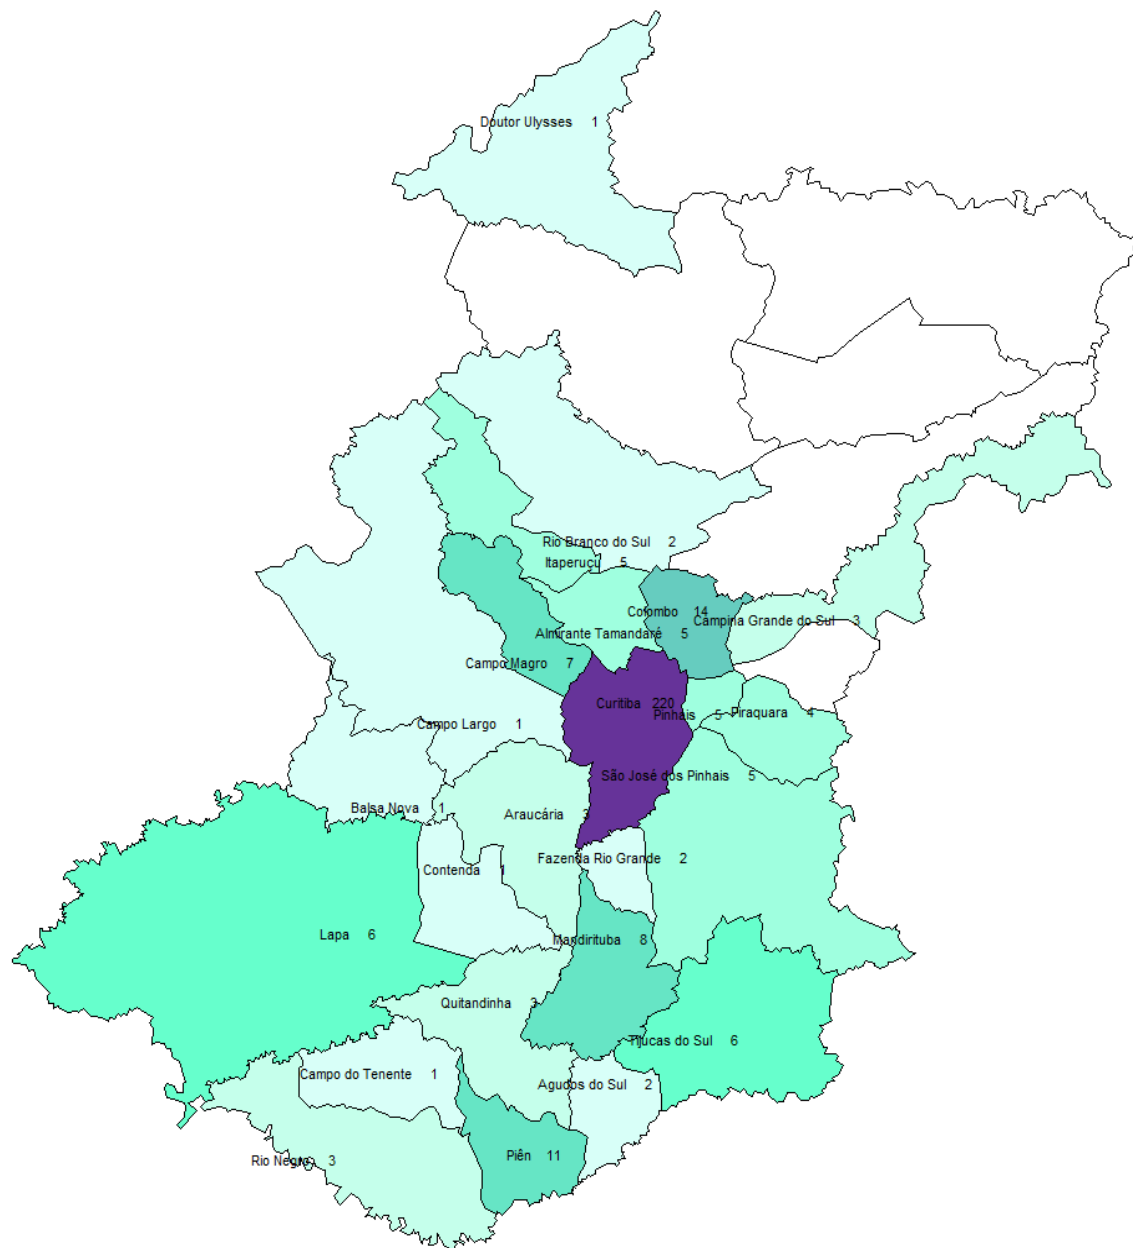 Doutor Ulysses 1
Rio Branco do Sul 2
Itaperuçu 5
Colombo 14
Campina Grande do Sul 3
Almirante Tamandaré 5
Campo Magro 7
Curitiba 220
Pinhais 5
Piraquara 4
Campo Largo 1
São José dos Pinhais 5
Balsa Nova 1
Araucária 3
Fazenda Rio Grande 2
Contenda 1
Lapa 6
Mandirituba 8
Quitandinha 3
Tijucas do Sul 6
Campo do Tenente 1
Agudos do Sul 2
Piên 11
Rio Negro 3